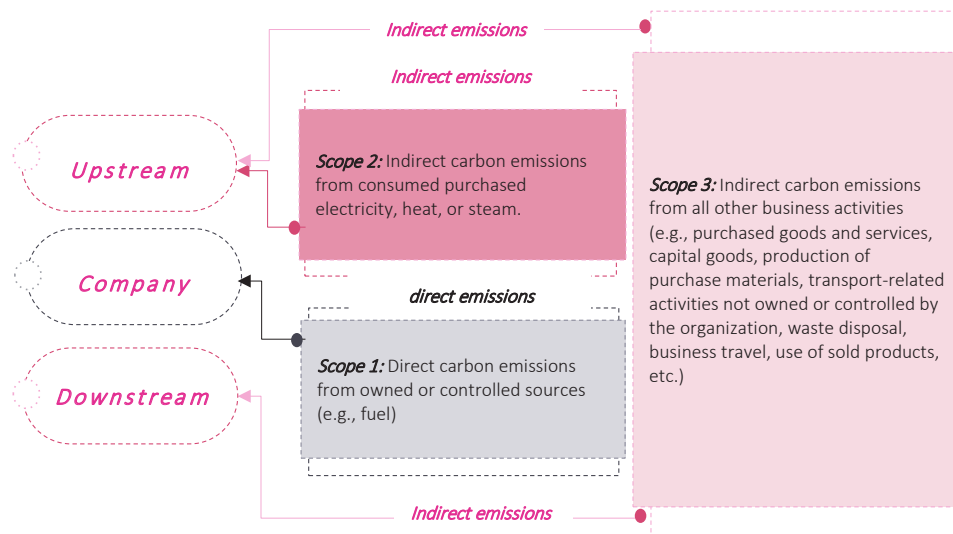 Indirect emissions
Indirect emissions
Upstream
Scope 2: Indirect carbon emissions
from consumed purchased
electricity, heat, or steam.
Company
direct emissions
Scope 1: Direct carbon emissions
from owned or controlled sources
(e.g., fuel)
Downstream
Indirect emissions
Scope 3: Indirect carbon emissions
from all other business activities
(e.g., purchased goods and services,
capital goods, production of
purchase materials, transport-related
activities not owned or controlled by
the organization, waste disposal,
business travel, use of sold products,
etc.)